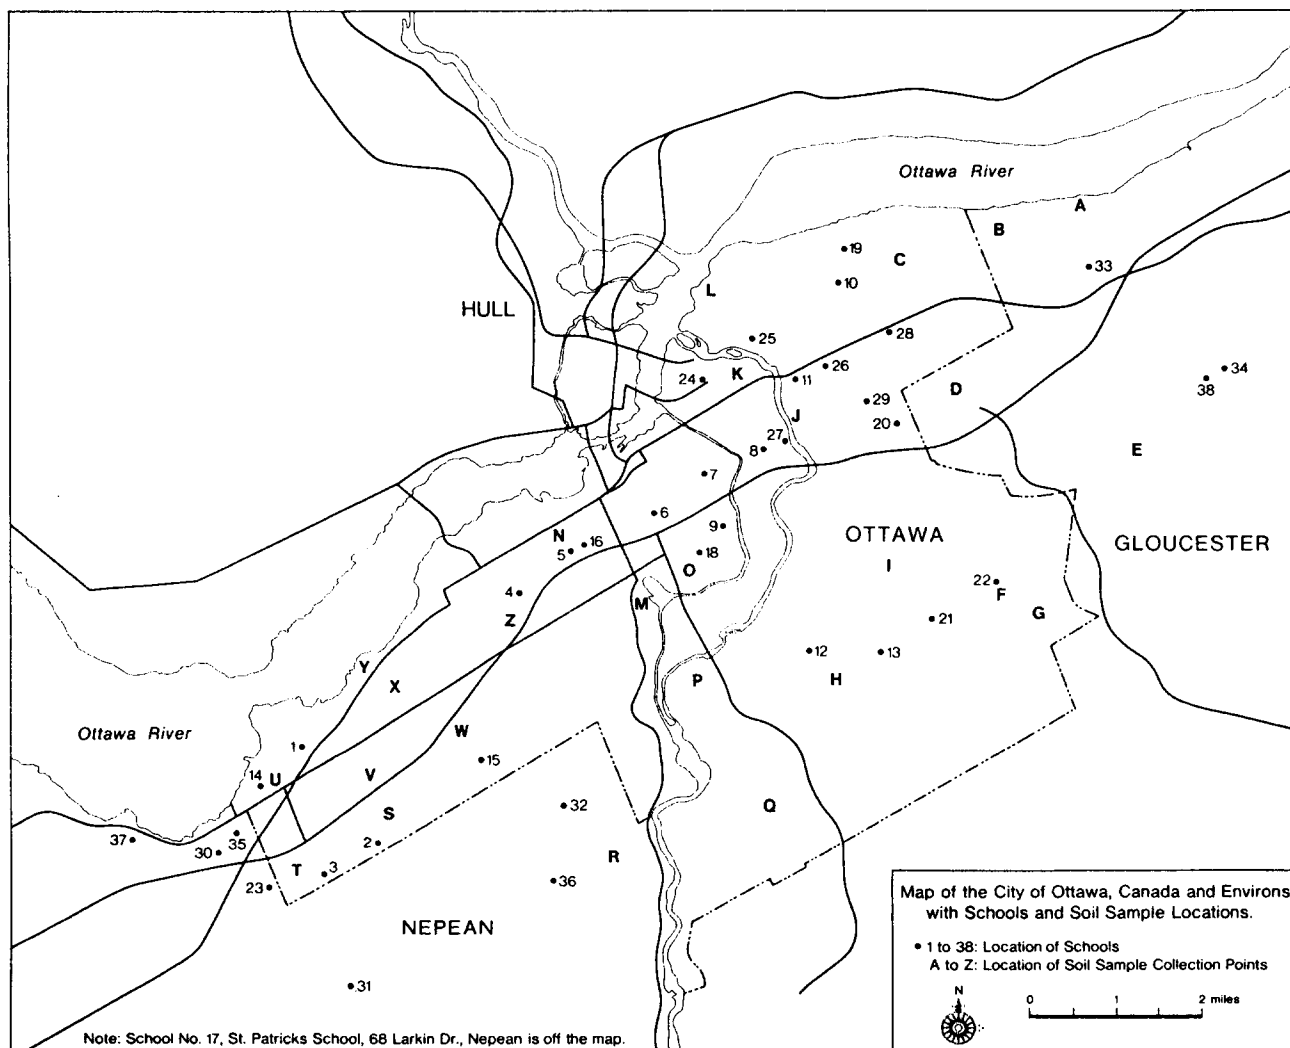 Ottawa River
A
B
19
C
33
10
L
HULL
25
28
26
34
24
K
11
38
D
29
J
20
27
8
E
7
6
9
OTTAWA
GLOUCESTER
N
16
5
18
O
I
22
F
4
M
G
Z
21
12
13
Y
P
H
X
Ottawa River
W
1
15
14
U
V
32
Q
S
37
35
2
30
R
T
3
23
36
NEPEAN
31
Map of the City of Ottawa, Canada and Environs
with Schools and Soil Sample Locations.
• 1 to 38: Location of Schools
A to Z: Location of Soil Sample Collection Points
N
0 1 2 miles
Note: School No. 17, St. Patricks School, 68 Larkin Dr., Nepean is off the map.